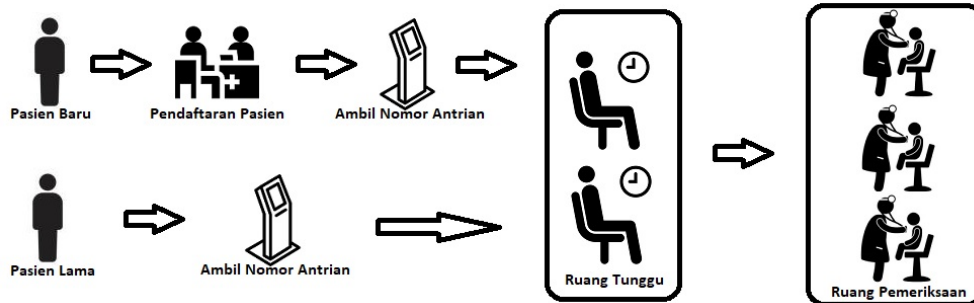 Pasien Baru
Pendaftaran Pasien
Ambil Nomor Antrian
Pasien Lama
Ambil Nomor Antrian
Ruang Tunggu
Ruang Pemeriksaan